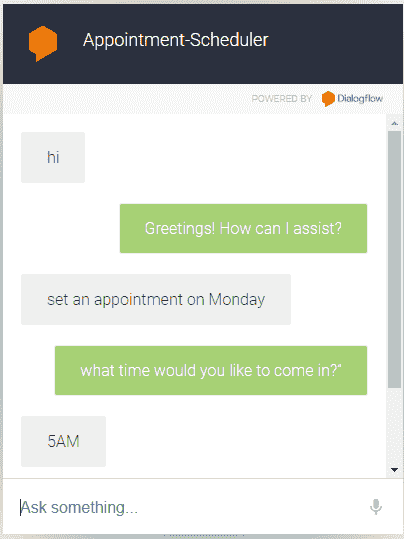 Appointment-Scheduler
POWERED BY Dialogflow
hi
Greetings! How can I assist?
set an appointment on Monday
what time would you like to come in?"
5AM
Ask something...